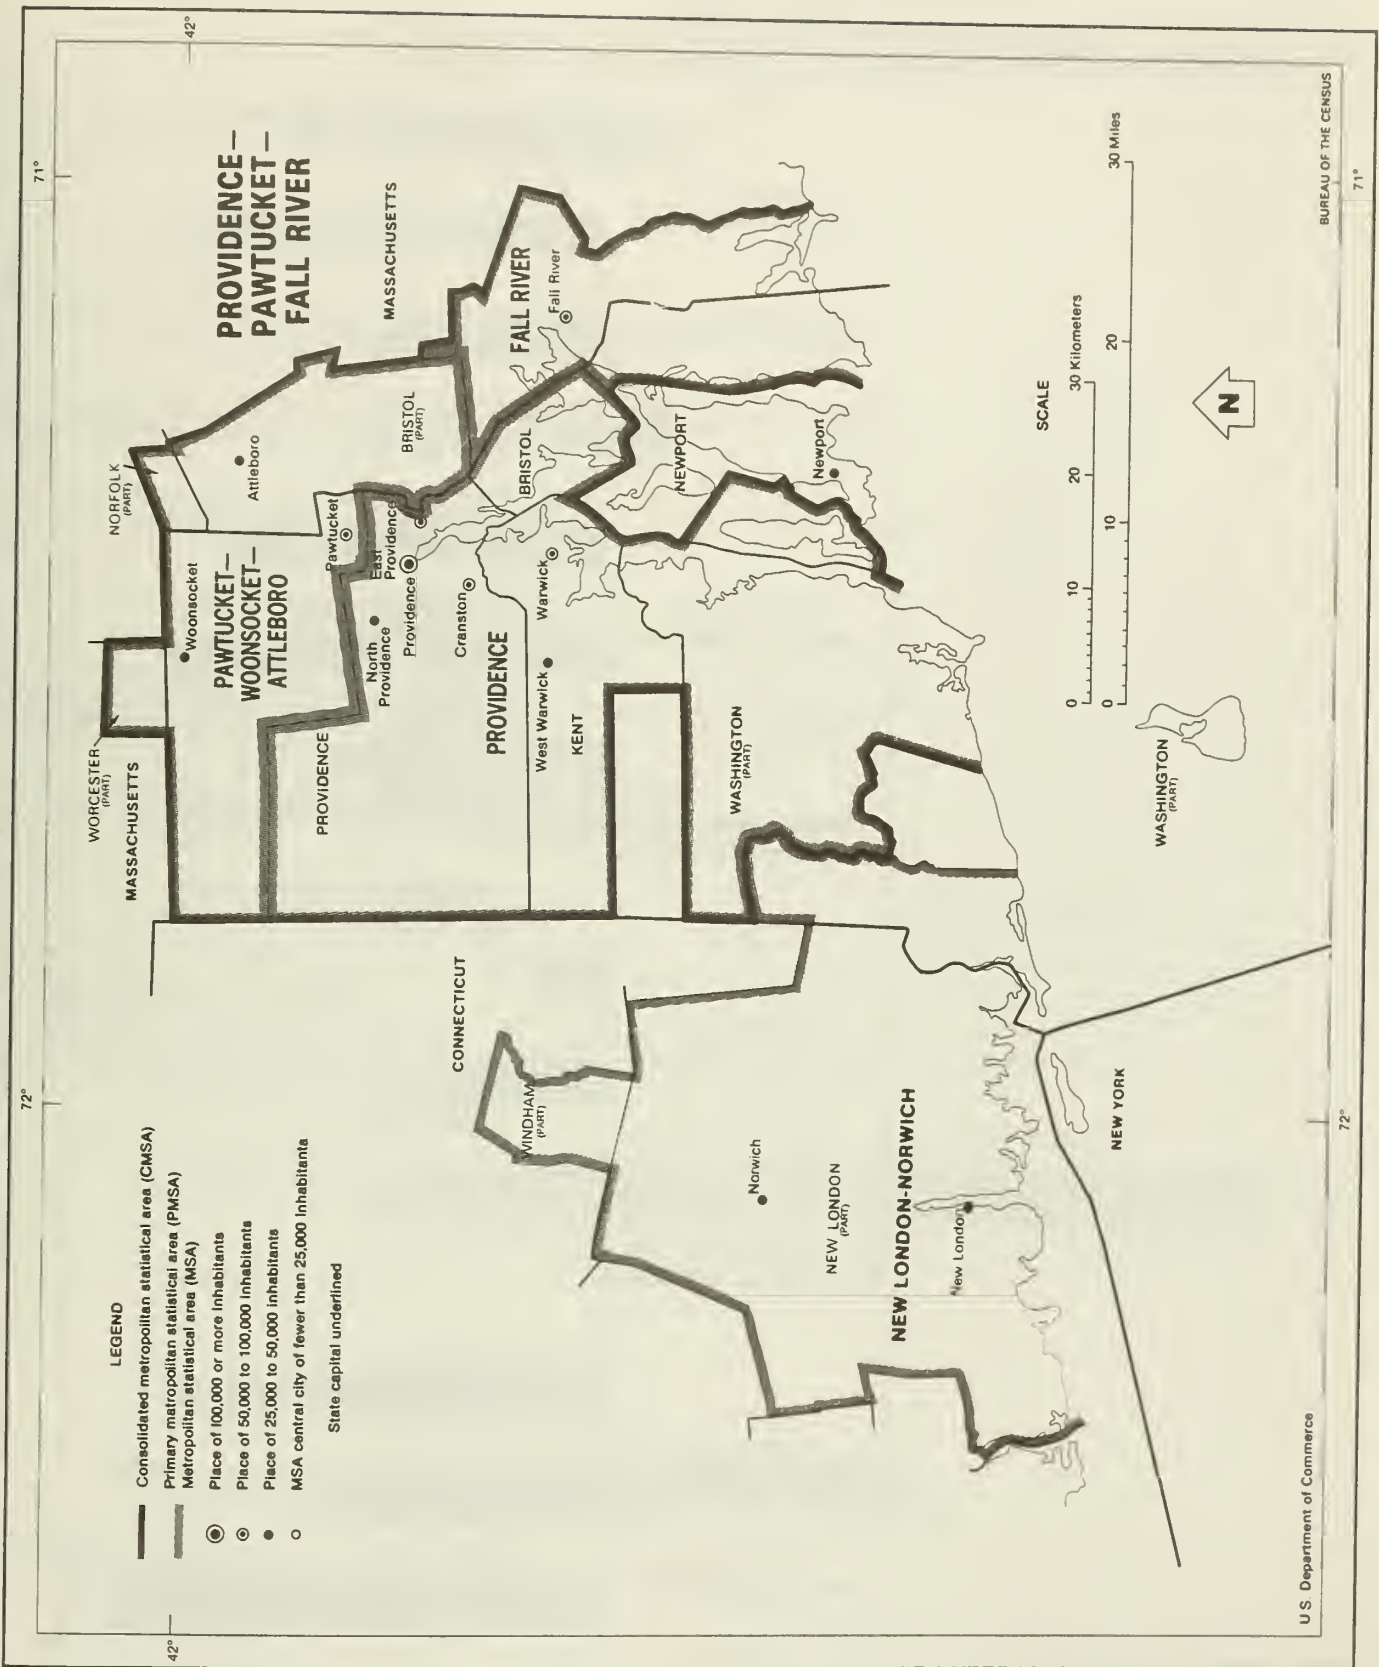 LEGEND
Consolidated metropolitan statistical area (CMSA)
Primary matropolitan statistical area (PMSA)
Metropolitan statistical area (MSA)
Place of 100,000 or more inhabitants
Place of 50,000 to 100,000 inhabitants
Place of 25,000 to 50,000 inhabitants
MSA central city of fewer than 25,000 inhabitants
State capital underlined
42°
72°
71°
42°
WORCESTER
(PART)
MASSACHUSETTS
NORFOLK
(PART)
PROVIDENCE—
PAWTUCKET—
FALL RIVER
Woonsocket
PAWTUCKET—
WOONSOCKET—
ATTLEBORO
Attleboro
MASSACHUSETTS
PROVIDENCE
Pawtucket
North
Providence
East
Providence
Providence
BRISTOL
(PART)
Cranston
CONNECTICUT
PROVIDENCE
FALL RIVER
Fall River
BRISTOL
WINDHAM
(PART)
West Warwick
Warwick
KENT
NEWPORT
WASHINGTON
(PART)
Norwich
NEW LONDON
(PART)
Newport
NEW LONDON-NORWICH
New London
NEW YORK
WASHINGTON
(PART)
SCALE
0 10 20 30 Kilometers
0 10 20 30 Miles
N
U.S. Department of Commerce
BUREAU OF THE CENSUS
72°
71°